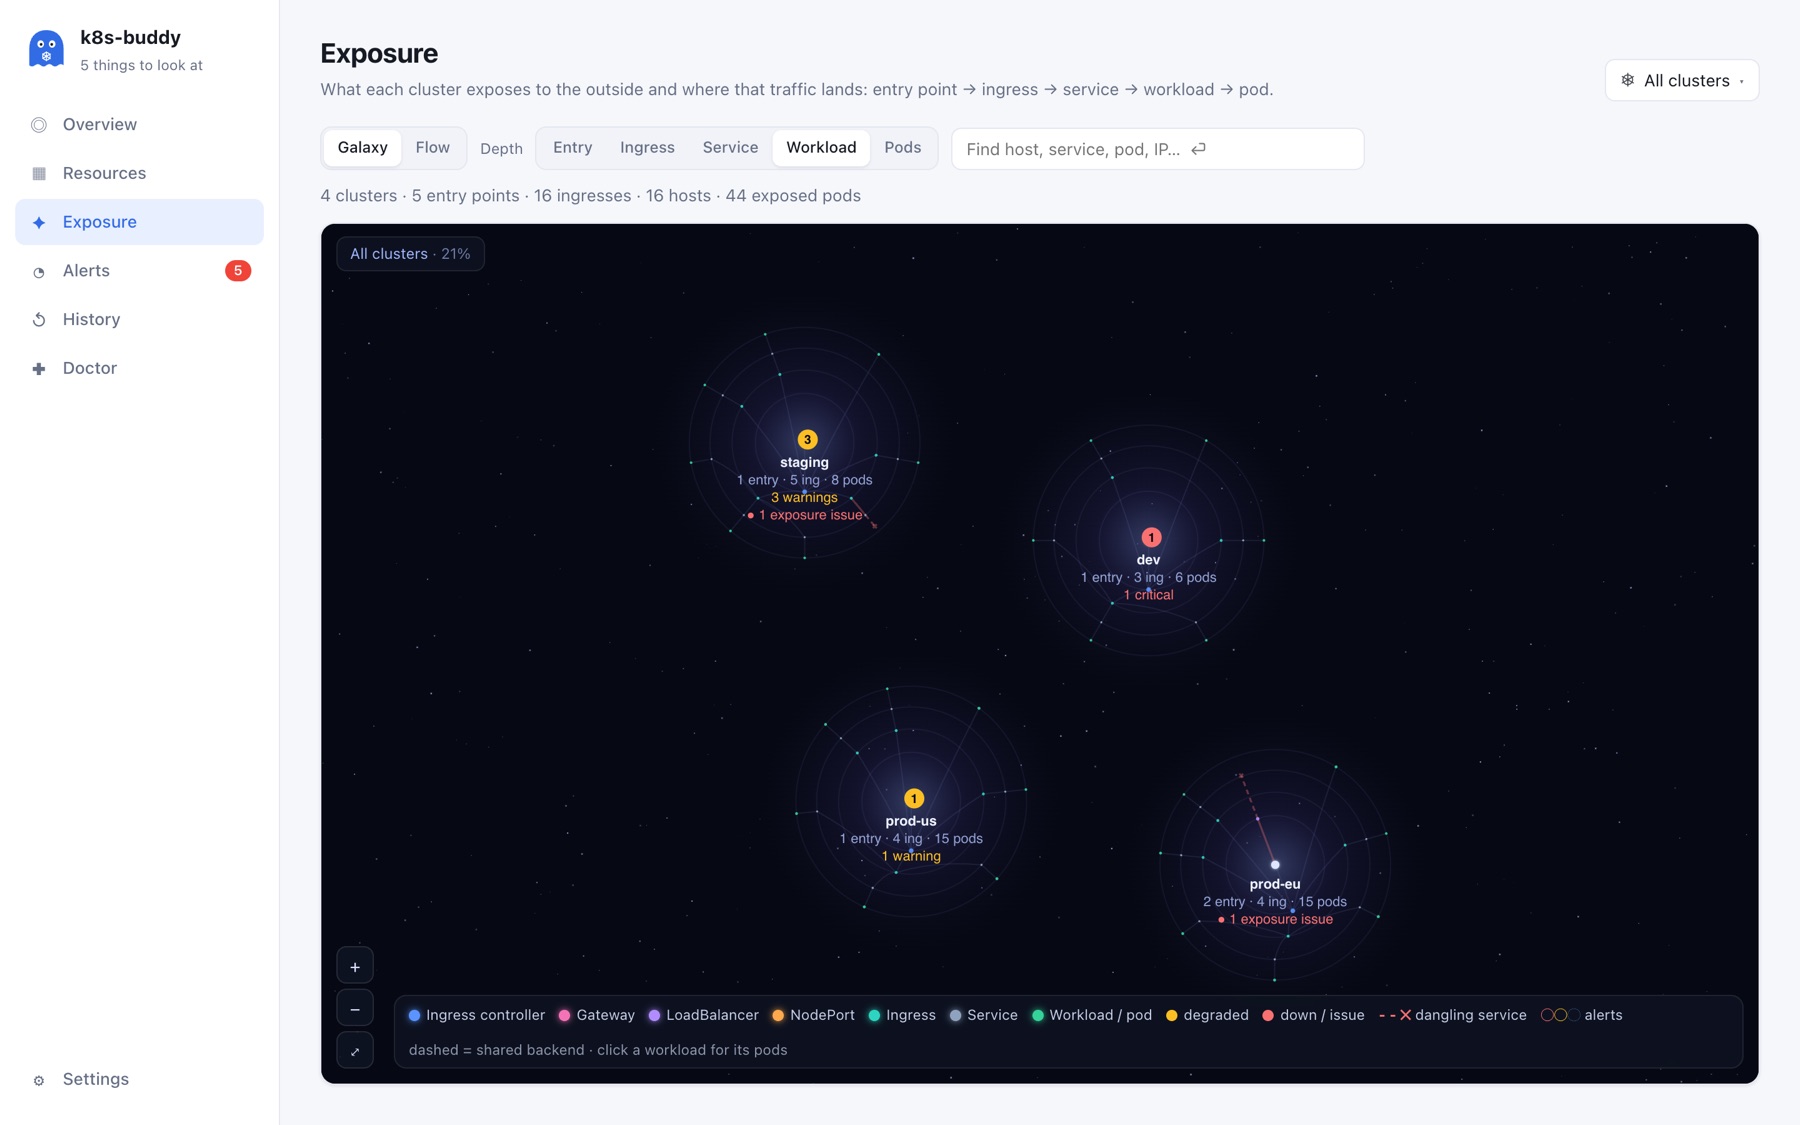 k8s-buddy
5 things to look at
Overview
Resources
Exposure
Alerts 5
History
Doctor
Settings
Exposure
What each cluster exposes to the outside and where that traffic lands: entry point → ingress → service → workload → pod.
All clusters
Galaxy Flow Depth Entry Ingress Service Workload Pods Find host, service, pod, IP... ⏎
4 clusters · 5 entry points · 16 ingresses · 16 hosts · 44 exposed pods
All clusters · 21%
3
staging
1 entry · 5 ing · 8 pods
3 warnings
1 exposure issue
1
dev
1 entry · 3 ing · 6 pods
1 critical
1
prod-us
1 entry · 4 ing · 15 pods
1 warning
prod-eu
2 entry · 4 ing · 15 pods
1 exposure issue
+
−
Ingress controller Gateway LoadBalancer NodePort Ingress Service Workload / pod degraded down / issue dangling service alerts
dashed = shared backend · click a workload for its pods